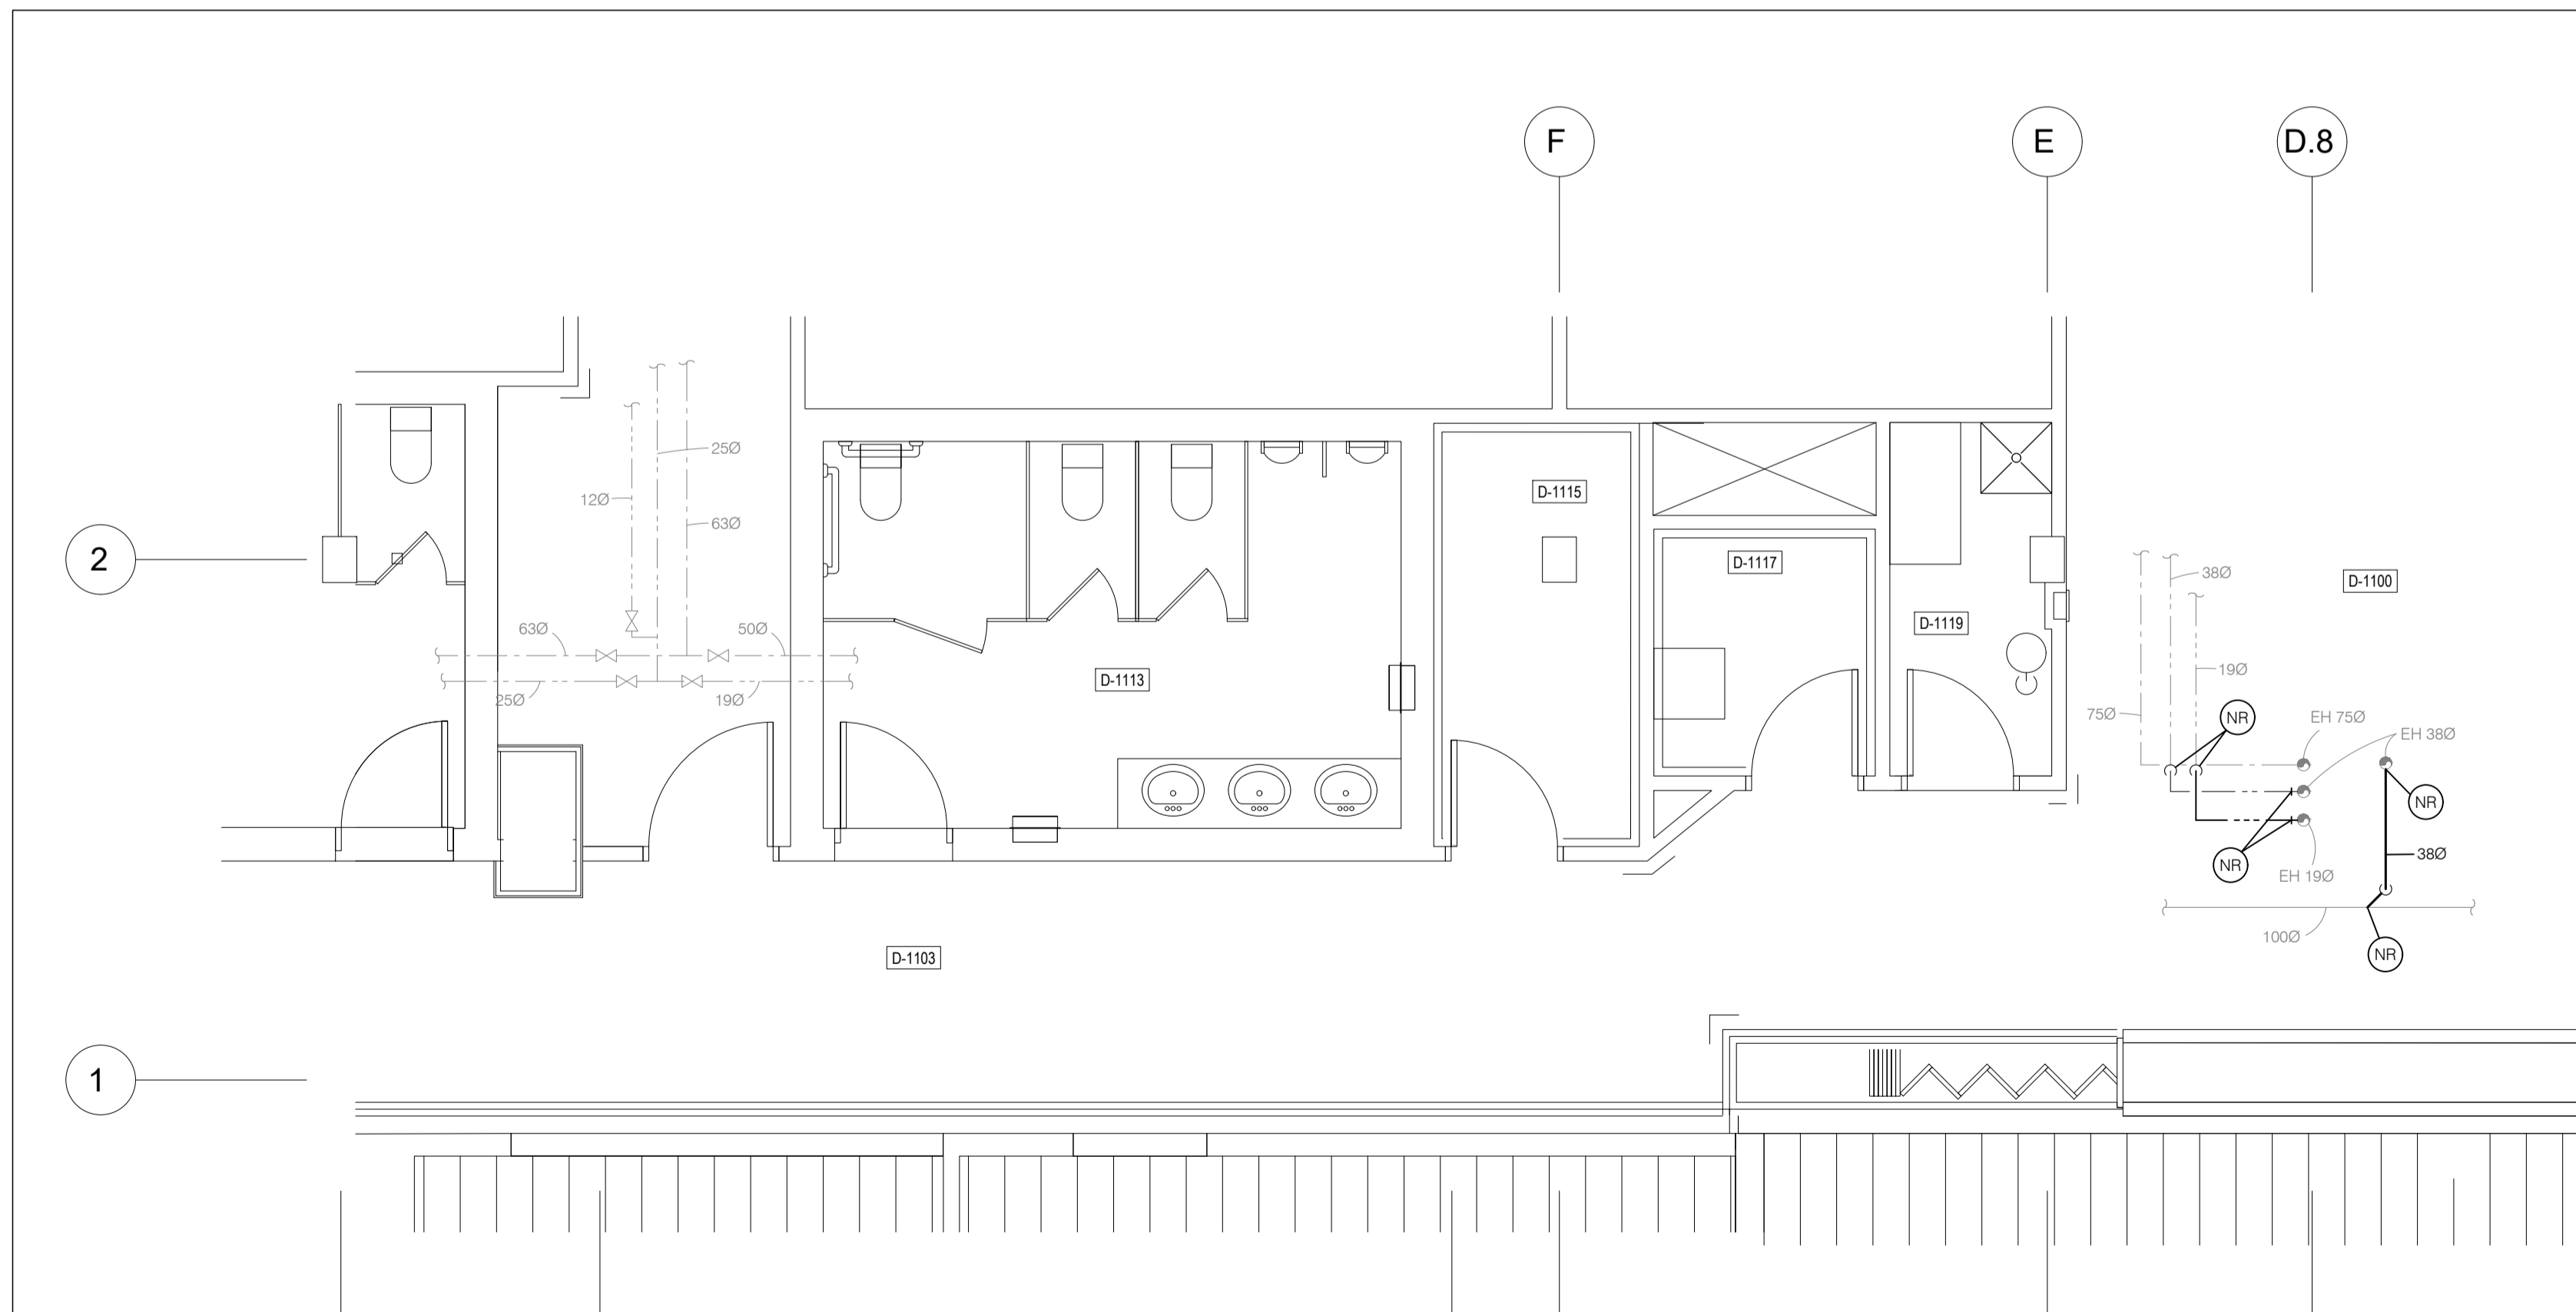 F
E
D.8
25Ø
12Ø
D-1115
63Ø
2
D-1117
38Ø
D-1100
63Ø
50Ø
D-1119
D-1113
19Ø
25Ø
19Ø
75Ø
NR
EH 75Ø
EH 38Ø
NR
NR
38Ø
EH 19Ø
100Ø
D-1103
NR
1